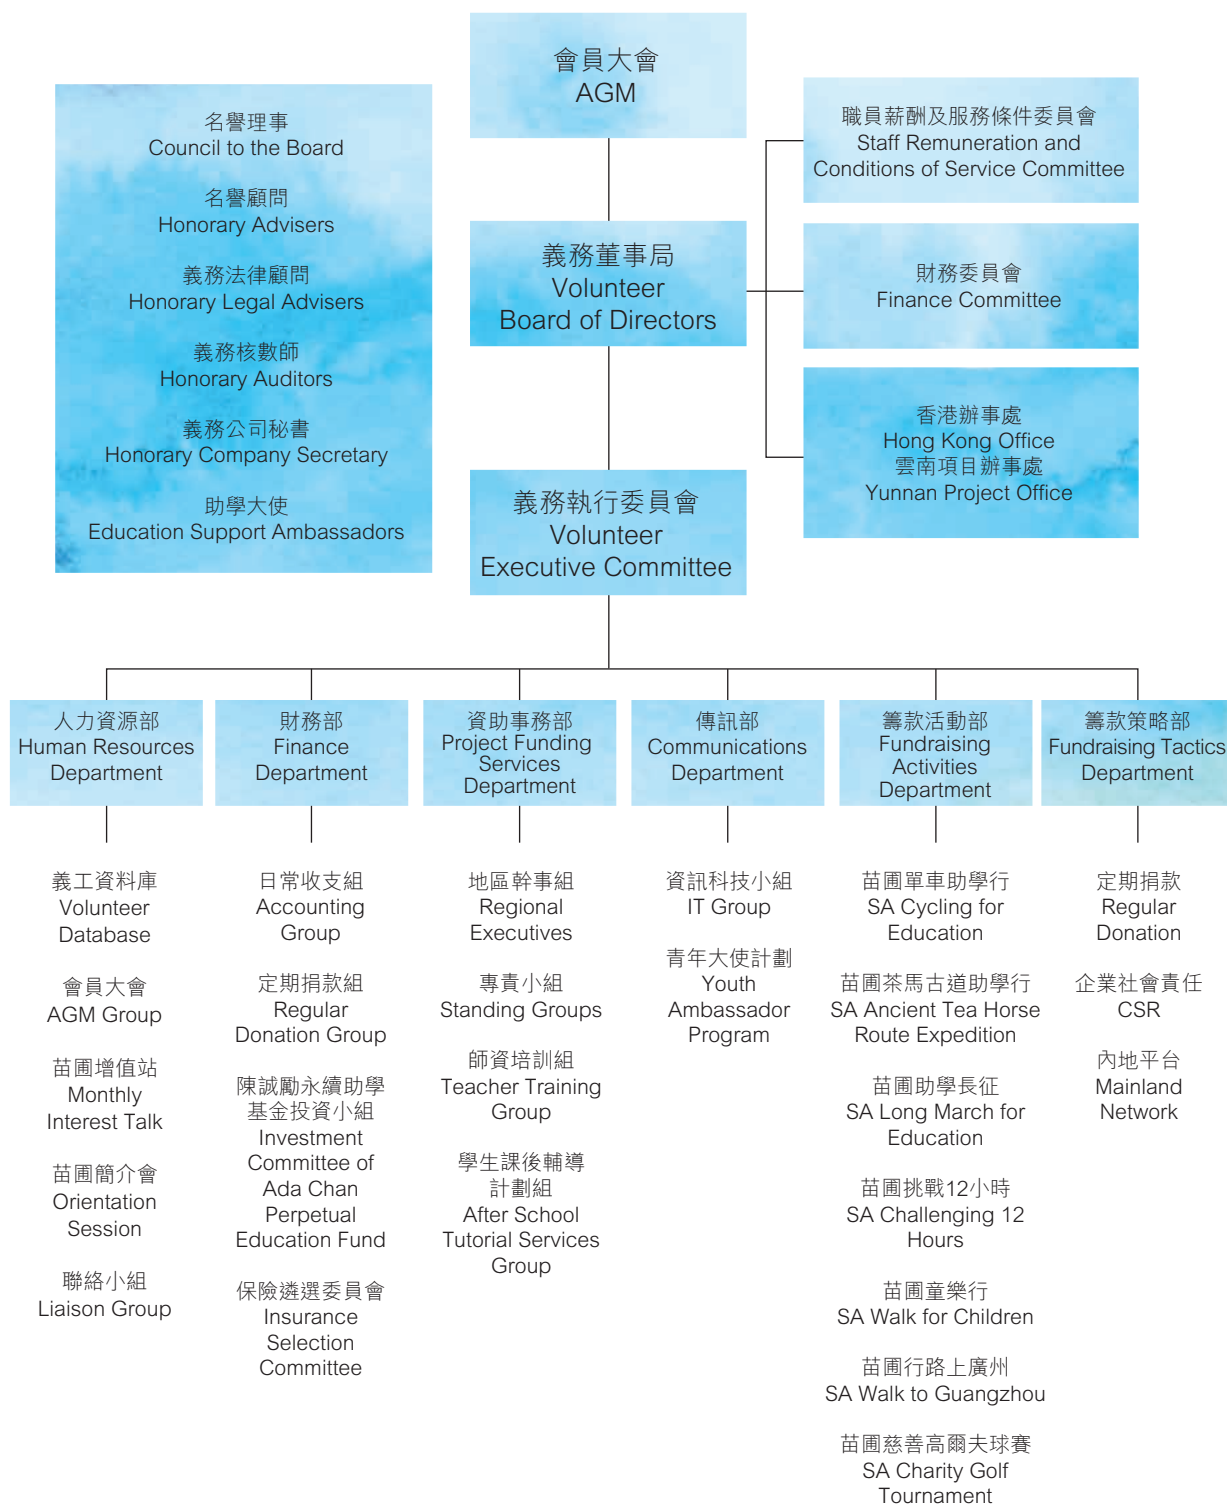 會員大會
AGM
名譽理事
Council to the Board
名譽顧問
Honorary Advisers
義務法律顧問
Honorary Legal Advisers
義務核數師
Honorary Auditors
義務公司秘書
Honorary Company Secretary
助學大使
Education Support Ambassadors
義務董事局
Volunteer
Board of Directors
職員薪酬及服務條件委員會
Staff Remuneration and
Conditions of Service Committee
財務委員會
Finance Committee
香港辦事處
Hong Kong Office
雲南項目辦事處
Yunnan Project Office
義務執行委員會
Volunteer
Executive Committee
人力資源部
Human Resources
Department
義工資料庫
Volunteer
Database
會員大會
AGM Group
苗圃增值站
Monthly
Interest Talk
苗圃簡介會
Orientation
Session
聯絡小組
Liaison Group
財務部
Finance
Department
日常收支組
Accounting
Group
定期捐款組
Regular
Donation Group
陳誠勵永續助學
基金投資小組
Investment
Committee of
Ada Chan
Perpetual
Education Fund
保險遴選委員會
Insurance
Selection
Committee
資助事務部
Project Funding
Services
Department
地區幹事組
Regional
Executives
專責小組
Standing Groups
師資培訓組
Teacher Training
Group
學生課後輔導
計劃組
After School
Tutorial Services
Group
傳訊部
Communications
Department
資訊科技小組
IT Group
青年大使計劃
Youth
Ambassador
Program
籌款活動部
Fundraising
Activities
Department
苗圃單車助學行
SA Cycling for
Education
苗圃茶馬古道助學行
SA Ancient Tea Horse
Route Expedition
苗圃助學長征
SA Long March for
Education
苗圃挑戰12小時
SA Challenging 12
Hours
苗圃童樂行
SA Walk for Children
苗圃行路上廣州
SA Walk to Guangzhou
苗圃慈善高爾夫球賽
SA Charity Golf
Tournament
籌款策略部
Fundraising Tactics
Department
定期捐款
Regular
Donation
企業社會責任
CSR
內地平台
Mainland
Network